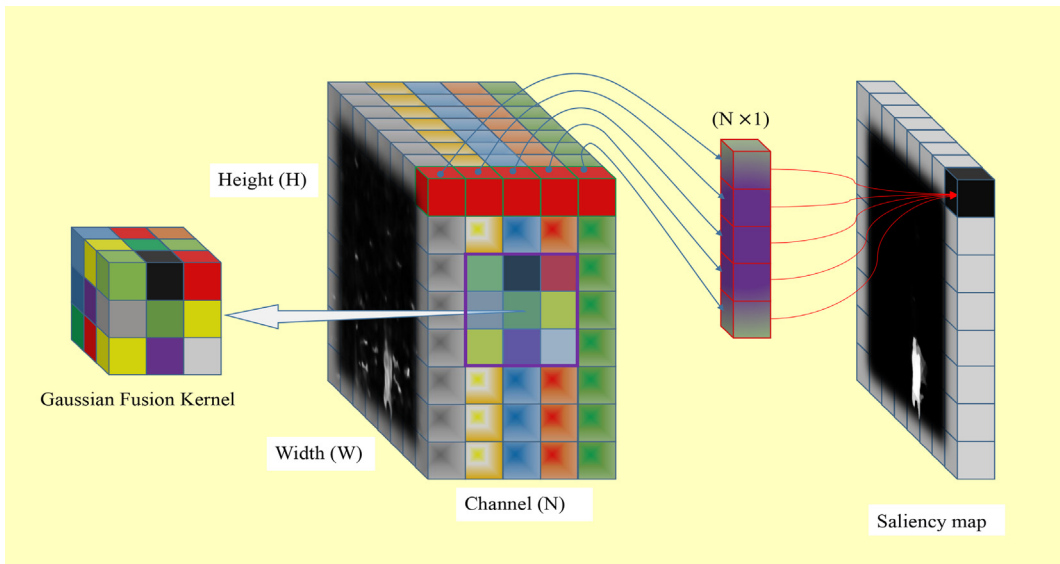 (N ×1)
Height (H)
Gaussian Fusion Kernel
Width (W)
Channel (N)
Saliency map